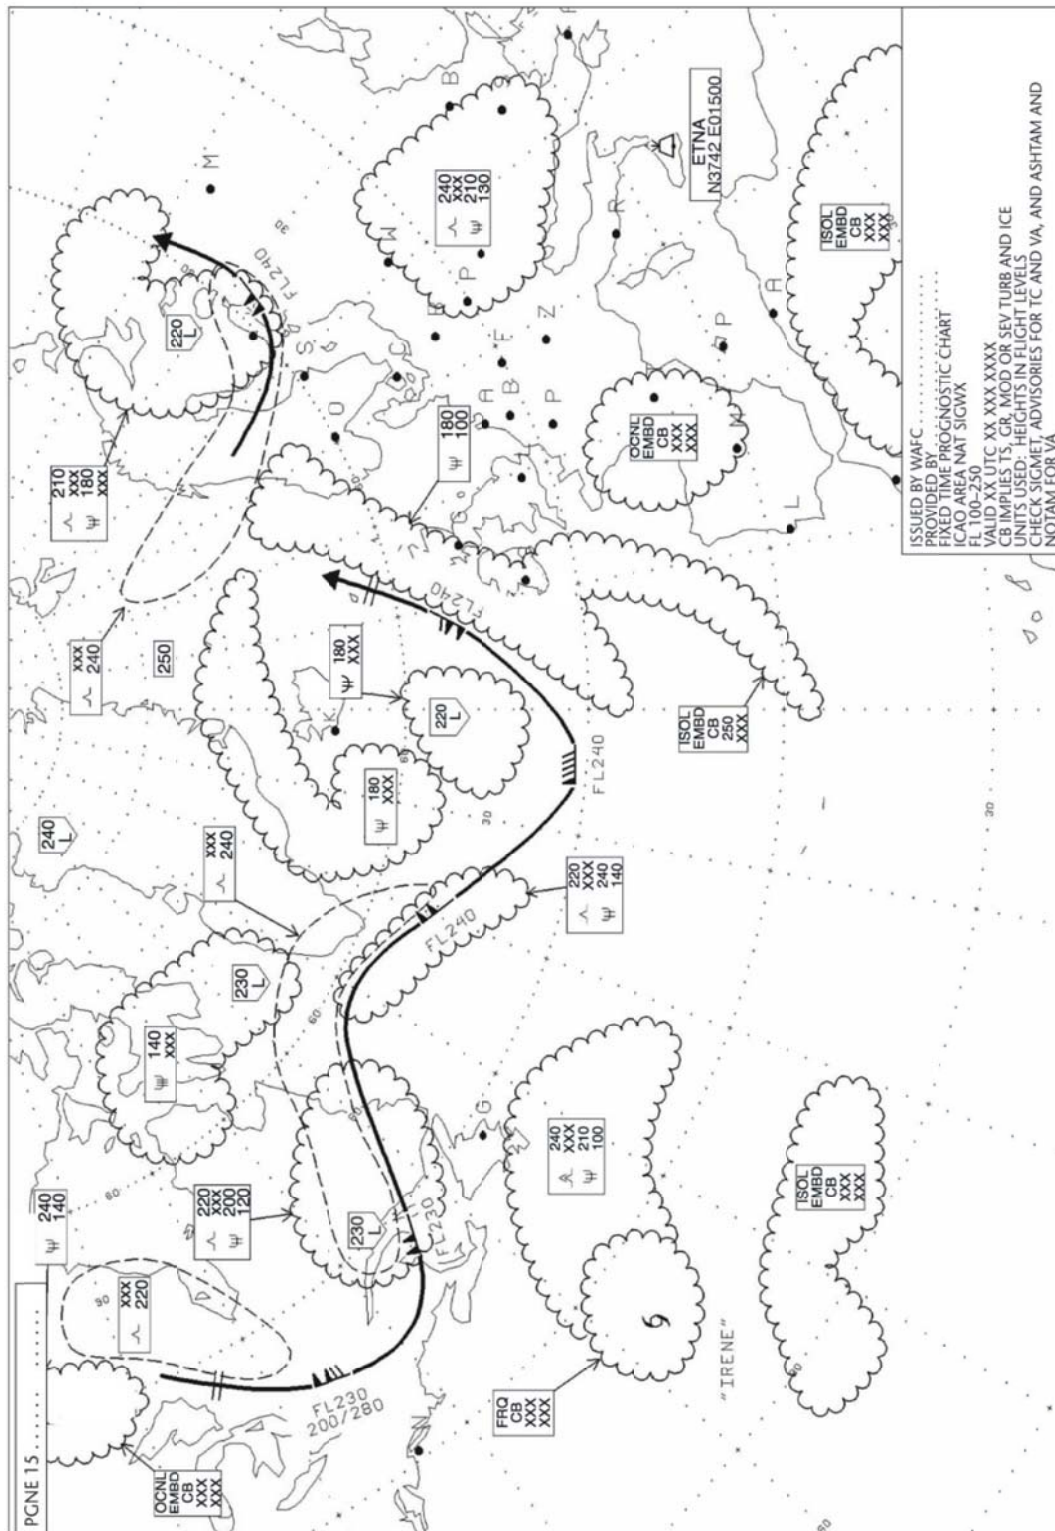 PGNE 15 . . . . . . . . . .
OCNL
EMBD
CB
XXX
XXX
XXX
220
240
140
220
XXX
200
120
FL230
200/280
230
L
FL230
FRQ
CB
XXX
XXX
"IRENE"
N
G
140
XXX
230
L
XXX
240
240
L
60
60
240
XXX
210
100
ISOL
EMBD
CB
XXX
XXX
FL240
220
XXX
240
140
180
XXX
K
180
XXX
220
L
30
FL240
FL240
250
XXX
240
210
XXX
180
XXX
220
L
FL240
30
M
ISOL
EMBD
CB
250
XXX
180
100
OCNL
EMBD
CB
XXX
XXX
240
XXX
210
130
ETNA
N3742 E01500
ISOL
EMBD
CB
XXX
XXX
30
S
O
C
W
B
B
P
F
Z
A
B
P
G
R
P
A
M
L
ISSUED BY WAFC . . . . . . . . . .
PROVIDED BY . . . . . . . . . .
FIXED TIME PROGNOSTIC CHART
ICAO AREA NAT SIGWX
FL 100–250
VALID XX UTC XX XX XXXX
CB IMPLIES TS, GR, MOD OR SEV TURB AND ICE
UNITS USED: HEIGHTS IN FLIGHT LEVELS
CHECK SIGMET, ADVISORIES FOR TC AND VA, AND ASHTAM AND
NOTAM FOR VA